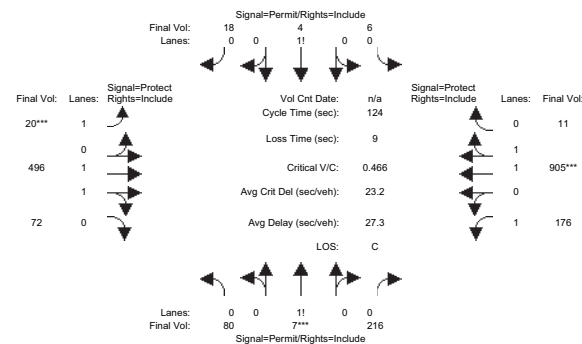 Signal=Permit/Rights=Include
Final Vol: 18 4 6
Lanes: 0 0 1! 0 0
Signal=Protect
Final Vol: Lanes: Rights=Include
Vol Cnt Date: n/a
Signal=Protect
Rights=Include Lanes: Final Vol:
Cycle Time (sec): 124
20*** 1
0 11
Loss Time (sec): 9
0
1
496 1
Critical V/C: 0.466
1 905***
1
Avg Crit Del (sec/veh): 23.2
0
72 0
Avg Delay (sec/veh): 27.3
1 176
LOS: C
Lanes: 0 0 1! 0 0
Final Vol: 80 7*** 216
Signal=Permit/Rights=Include